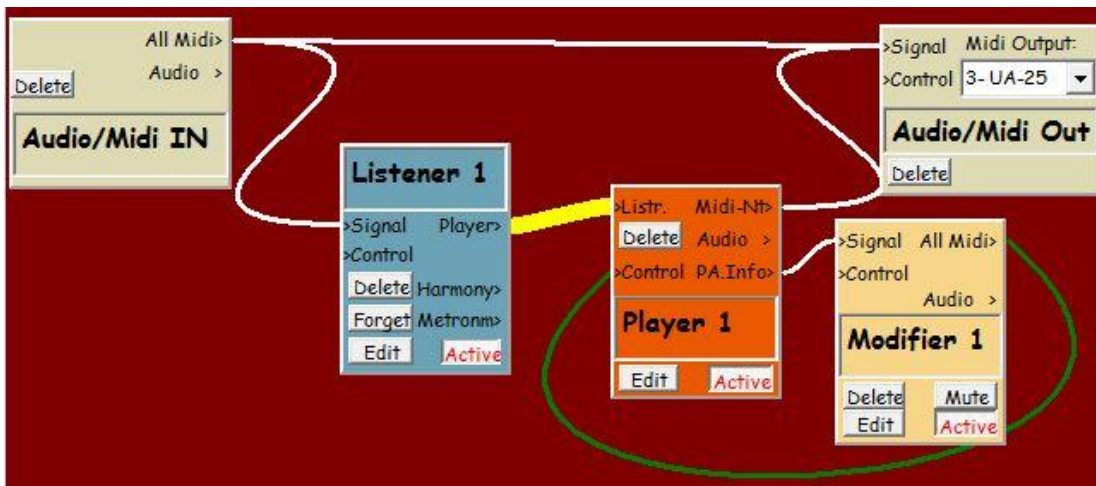 All Midi>
Audio >
Delete
Audio/Midi IN
Listener 1
>Signal Player>
>Control
Delete Harmony>
Forget Metronm>
Edit Active
>Listr. Midi-Nt>
Delete Audio >
>Control PA.Info>
Player 1
Edit Active
>Signal All Midi>
>Control
Audio >
Modifier 1
Delete Mute
Edit Active
>Signal Midi Output:
>Control 3- UA-25
Audio/Midi Out
Delete